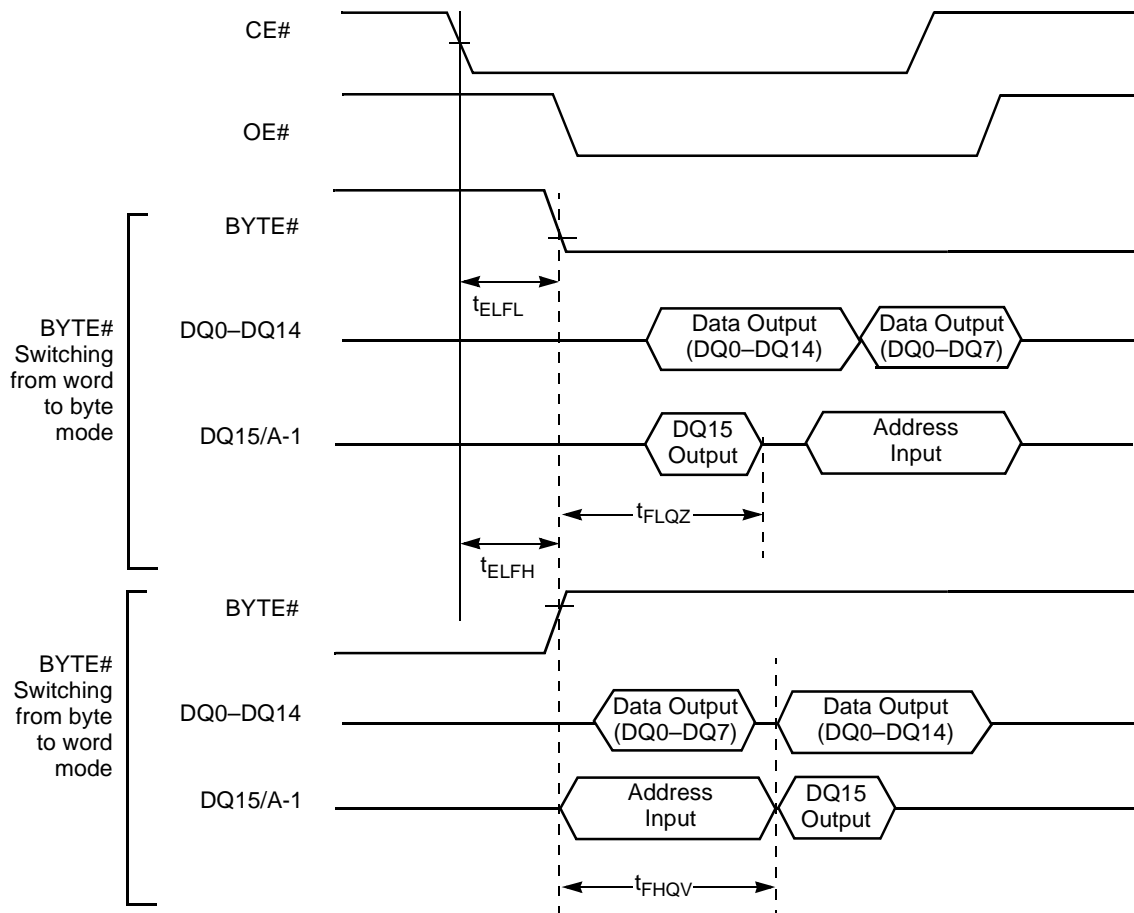 CE#
OE#
BYTE#
tELFL
BYTE#
Switching
from word
to byte
mode
DQ0–DQ14
Data Output
(DQ0–DQ14)
Data Output
(DQ0–DQ7)
DQ15/A-1
DQ15
Output
Address
Input
tFLQZ
tELFH
BYTE#
BYTE#
Switching
from byte
to word
mode
DQ0–DQ14
Data Output
(DQ0–DQ7)
Data Output
(DQ0–DQ14)
DQ15/A-1
Address
Input
DQ15
Output
tFHQV